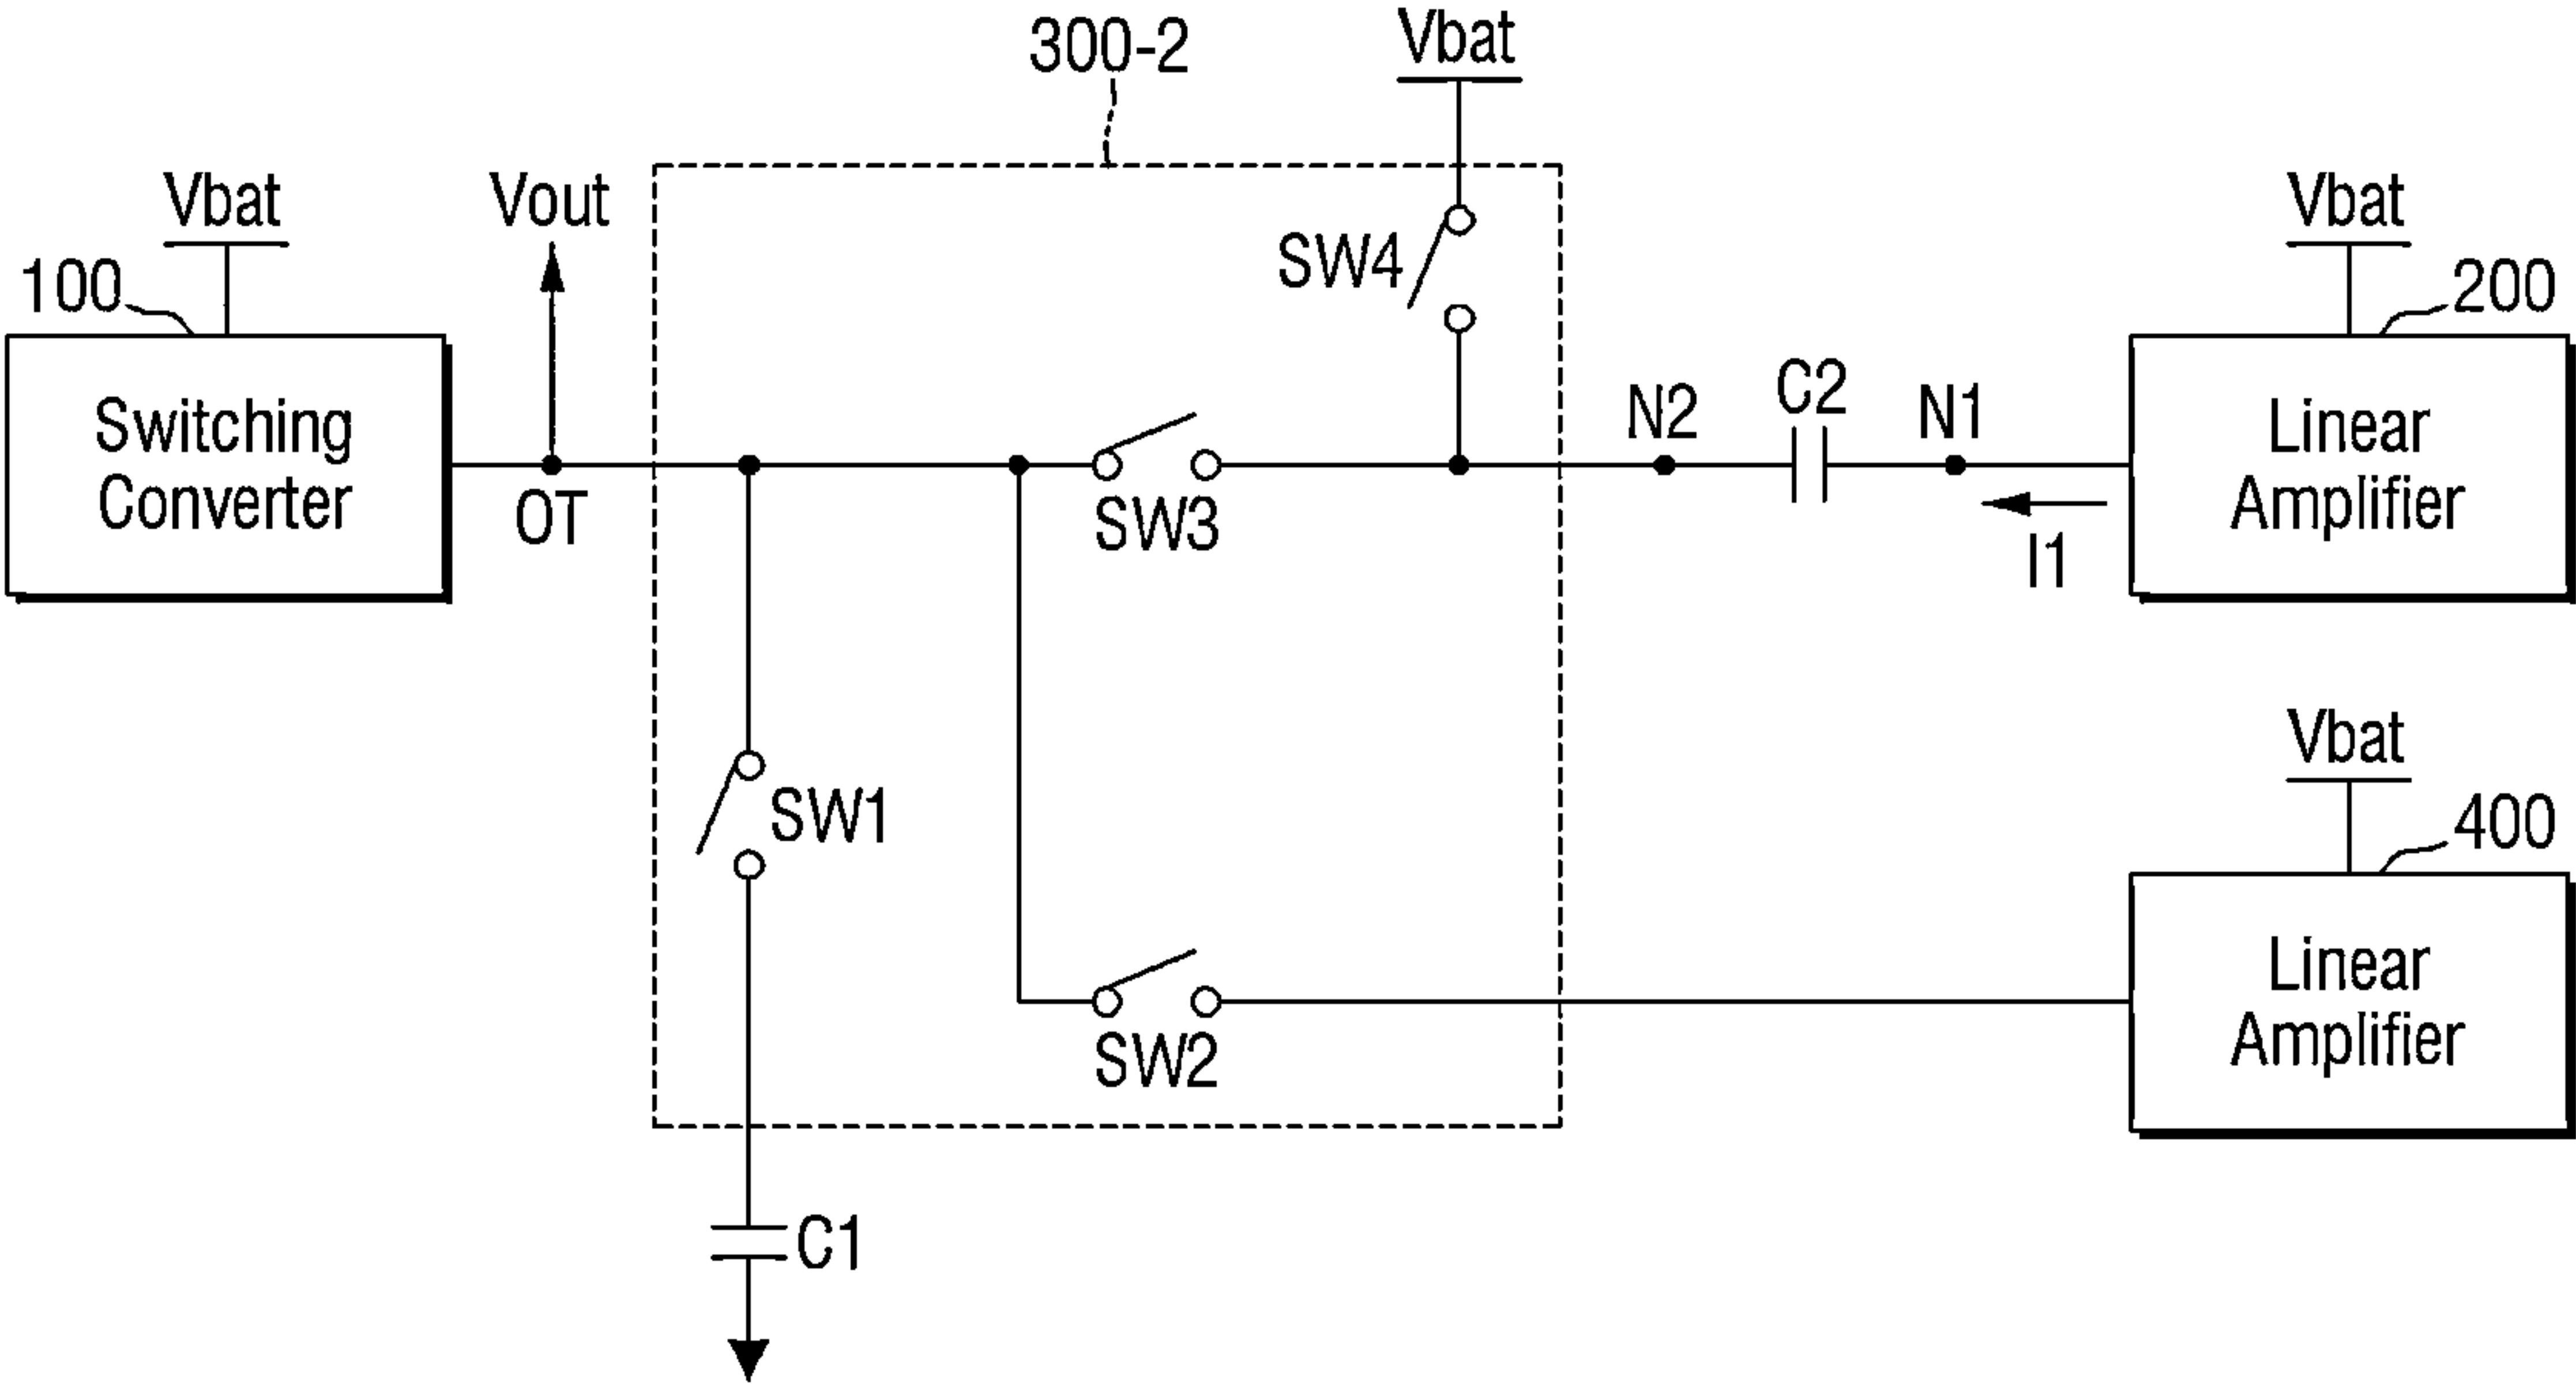 300-2
Vbat
Vbat
Vout
Vbat
100
SW4
200
Switching
Converter
OT
SW3
N2
C2
N1
I1
Linear
Amplifier
SW1
Vbat
400
SW2
Linear
Amplifier
C1